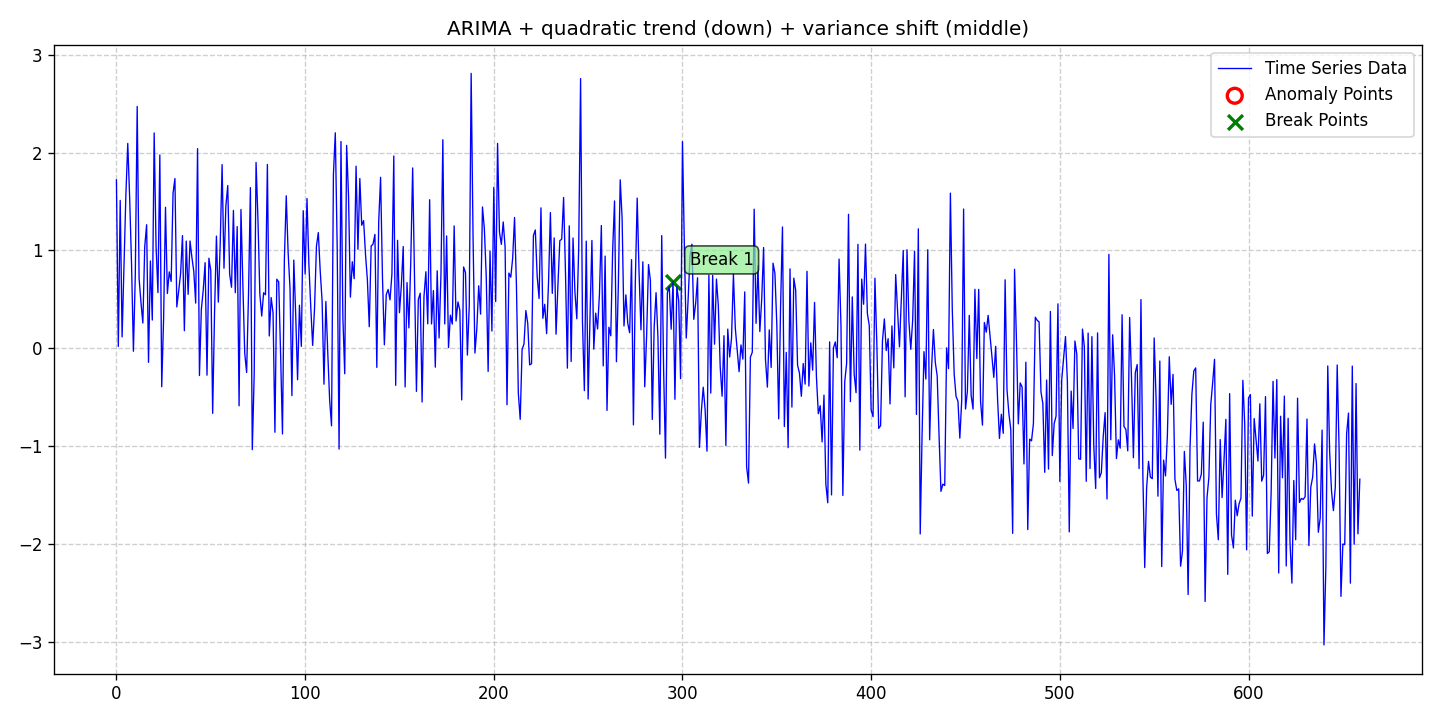 ARIMA + quadratic trend (down) + variance shift (middle)
3
2
1
0
−1
−2
−3
Time Series Data
Anomaly Points
Break Points
Break 1
0
100
200
300
400
500
600